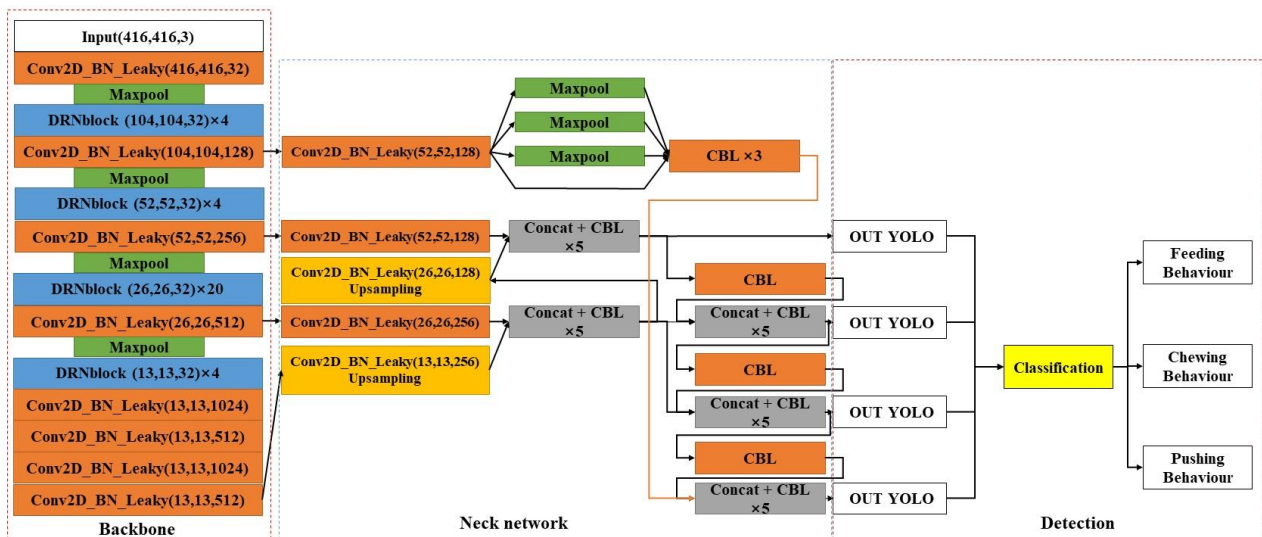 Input(416,416,3)
Conv2D_BN_Leaky(416,416,32)
Maxpool
DRNblock (104,104,32)×4
Conv2D_BN_Leaky(104,104,128)
Maxpool
DRNblock (52,52,32)×4
Conv2D_BN_Leaky(52,52,256)
Maxpool
DRNblock (26,26,32)×20
Conv2D_BN_Leaky(26,26,512)
Maxpool
DRNblock (13,13,32)×4
Conv2D_BN_Leaky(13,13,1024)
Conv2D_BN_Leaky(13,13,512)
Conv2D_BN_Leaky(13,13,1024)
Conv2D_BN_Leaky(13,13,512)
Backbone
Conv2D_BN_Leaky(52,52,128)
Maxpool
Maxpool
Maxpool
CBL ×3
Conv2D_BN_Leaky(52,52,128)
Conv2D_BN_Leaky(26,26,128)
Upsampling
Conv2D_BN_Leaky(26,26,256)
Conv2D_BN_Leaky(13,13,256)
Upsampling
Concat + CBL
×5
Concat + CBL
×5
CBL
Concat + CBL
×5
CBL
Concat + CBL
×5
CBL
Concat + CBL
×5
Neck network
OUT YOLO
OUT YOLO
OUT YOLO
OUT YOLO
Classification
Feeding
Behaviour
Chewing
Behaviour
Pushing
Behaviour
Detection